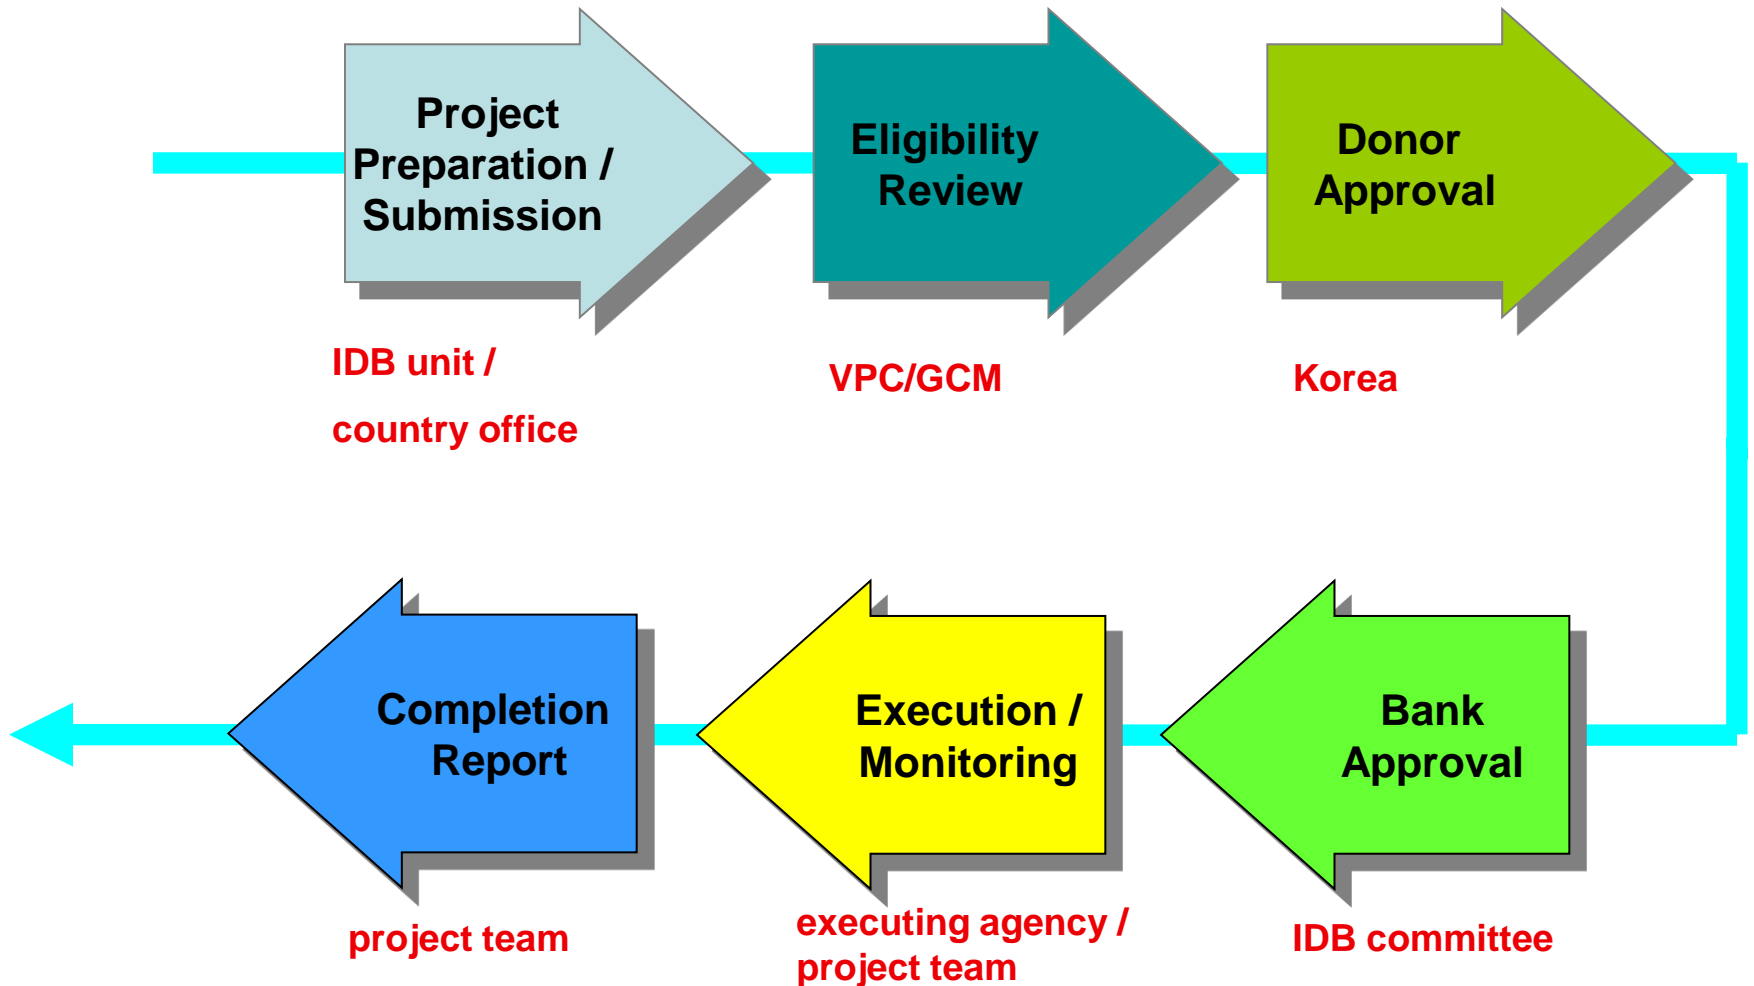 Project
Preparation /
Submission
Eligibility
Review
Donor
Approval
IDB unit /
country office
VPC/GCM
Korea
Completion
Report
Execution /
Monitoring
Bank
Approval
project team
executing agency /
project team
IDB committee